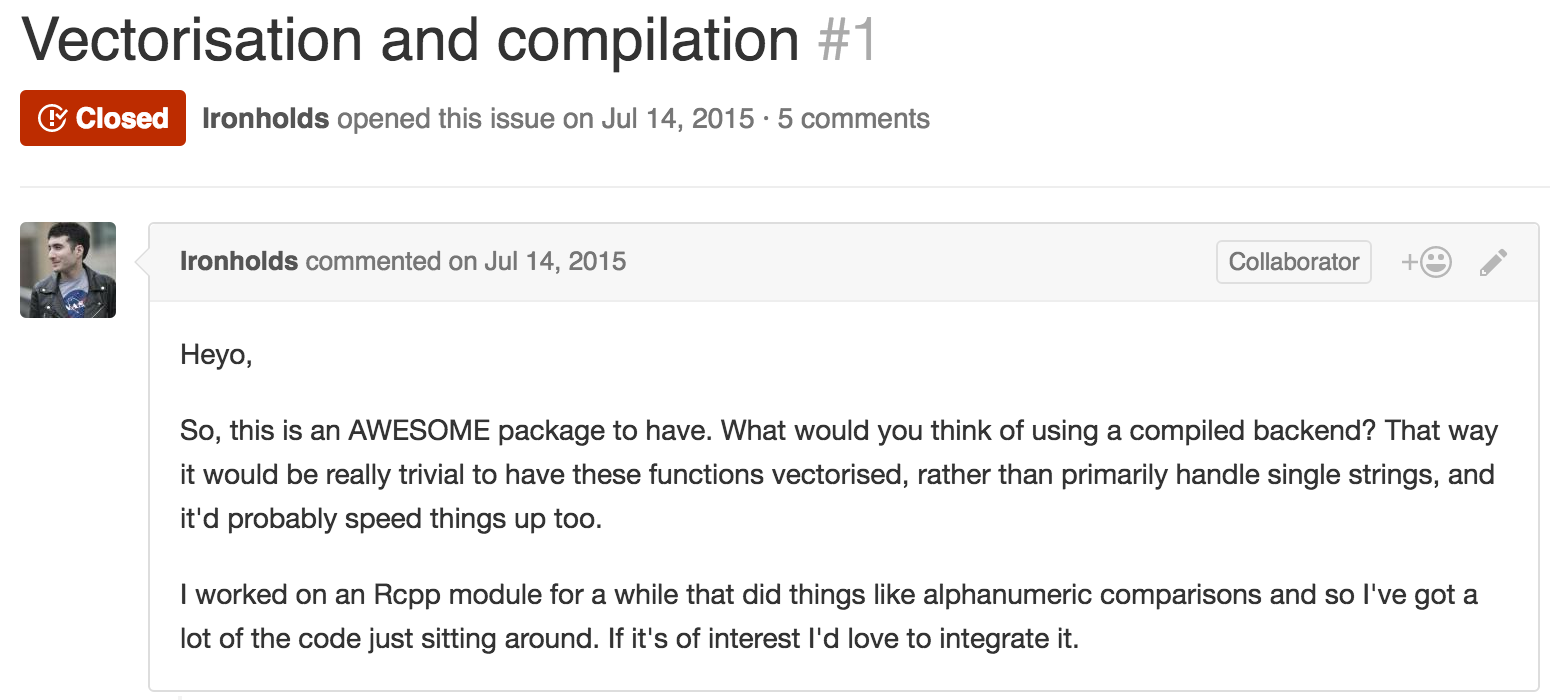 Vectorisation and compilation #1
Closed Ironholds opened this issue on Jul 14, 2015 · 5 comments
Ironholds commented on Jul 14, 2015 Collaborator +
Heyo,
So, this is an AWESOME package to have. What would you think of using a compiled backend? That way
it would be really trivial to have these functions vectorised, rather than primarily handle single strings, and
it'd probably speed things up too.
I worked on an Rcpp module for a while that did things like alphanumeric comparisons and so I've got a
lot of the code just sitting around. If it's of interest I'd love to integrate it.